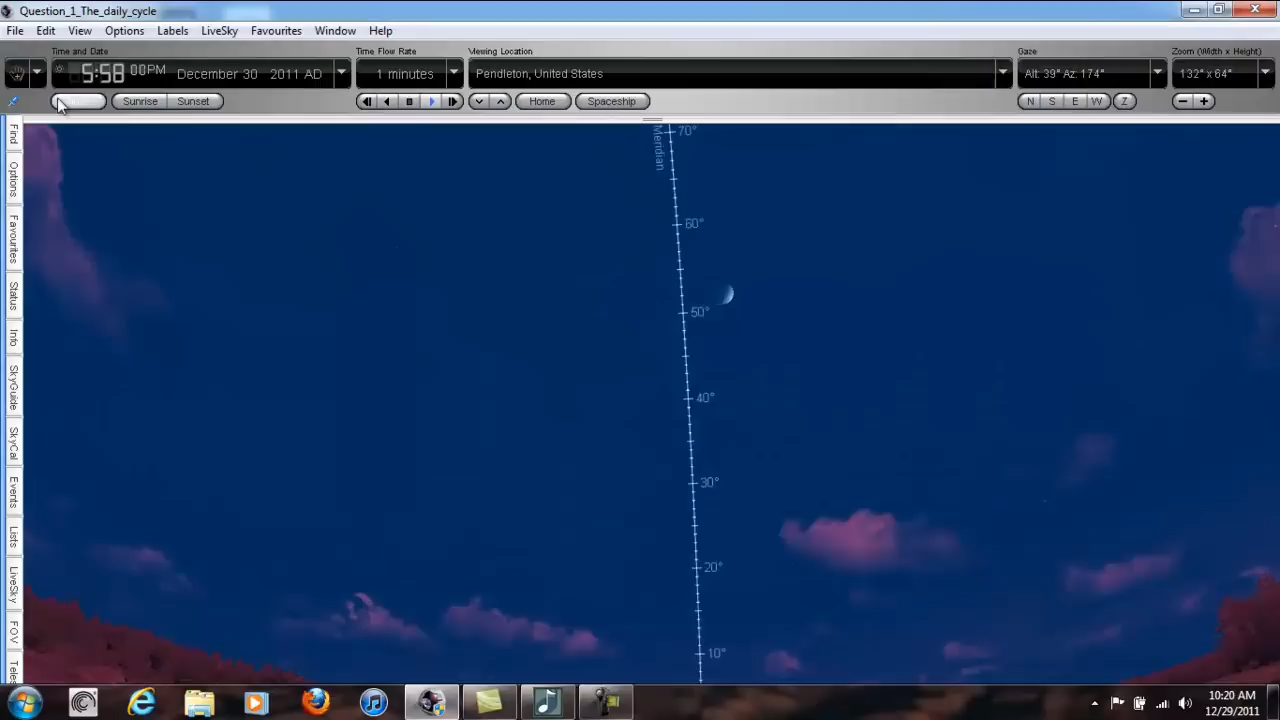 Question_1_The_daily_cycle
File Edit View Options Labels LiveSky Favourites Window Help
Time and Date Time Flow Rate Viewing Location Gaze Zoom (Width x Height)
5:58 00PM December 30 2011 AD 1 minutes Pendleton, United States Alt: 39° Az: 174° 132° x 64°
Sunrise Sunset Home Spaceship N S E W Z
Find
Options
Favourites
Status
Info
SkyGuide
SkyCal
Events
Lists
LiveSky
FOV
Meridian
70°
60°
50°
40°
30°
20°
10°
10:20 AM
12/29/2011